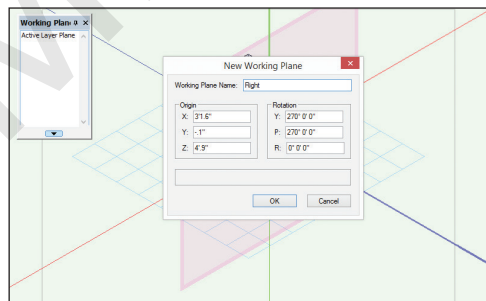 Working Plan
Active Layer Plane
New Working Plane
Working Plane Name: Right
Origin
X: 3'1.6"
Y: -.1"
Z: 4'.9"
Rotation
Y: 270° 0' 0"
P: 270° 0' 0"
R: 0° 0' 0"
OK
Cancel